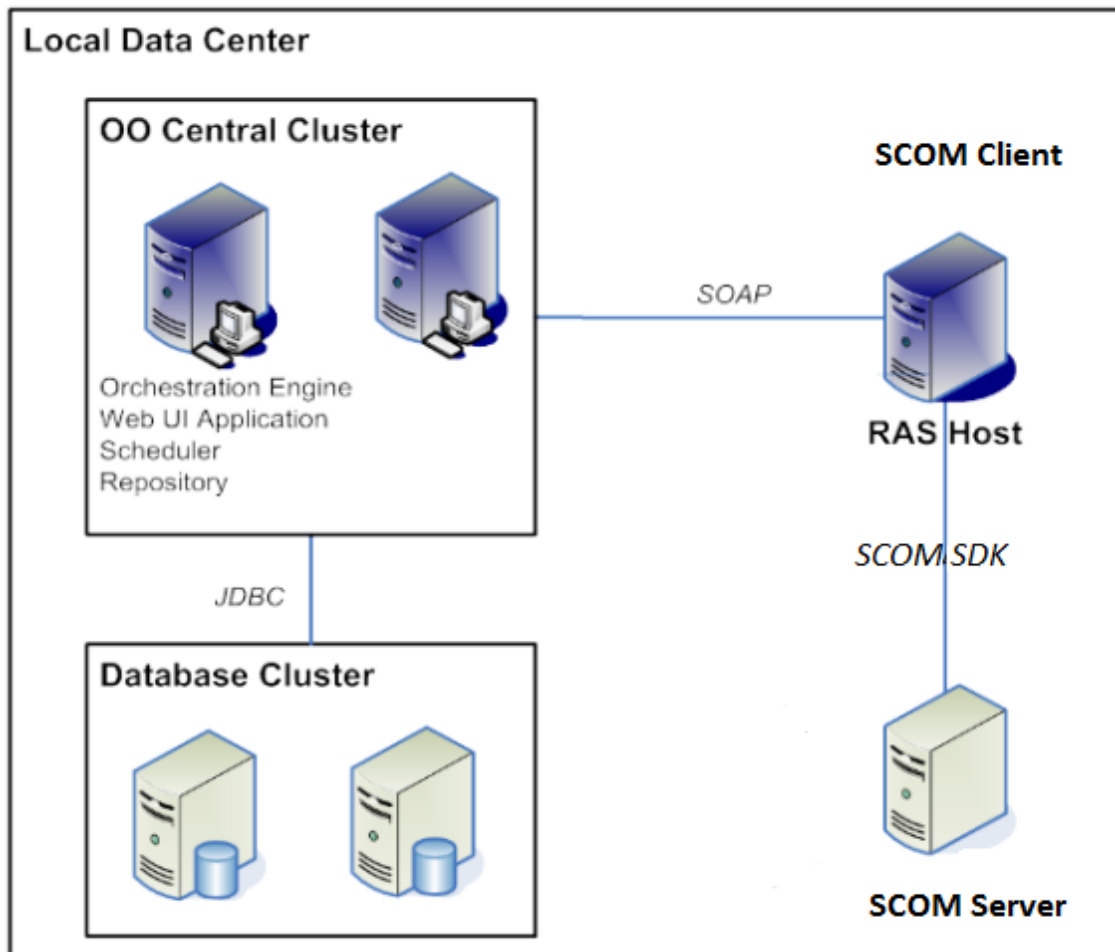 Local Data Center
OO Central Cluster
SCOM Client
SOAP
Orchestration Engine
Web UI Application
Scheduler
Repository
RAS Host
SCOM SDK
JDBC
Database Cluster
SCOM Server